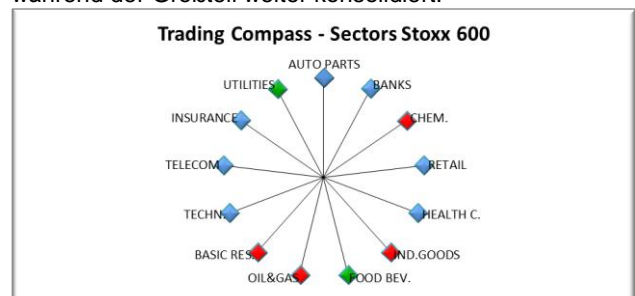 während der Großteil weiter konsolidiert.
Trading Compass - Sectors Stoxx 600
AUTO PARTS
UTILITIES
BANKS
INSURANCE
CHEM.
TELECOM
RETAIL
TECHN.
HEALTH C.
BASIC RES.
IND.GOODS
OIL&GAS
FOOD BEV.